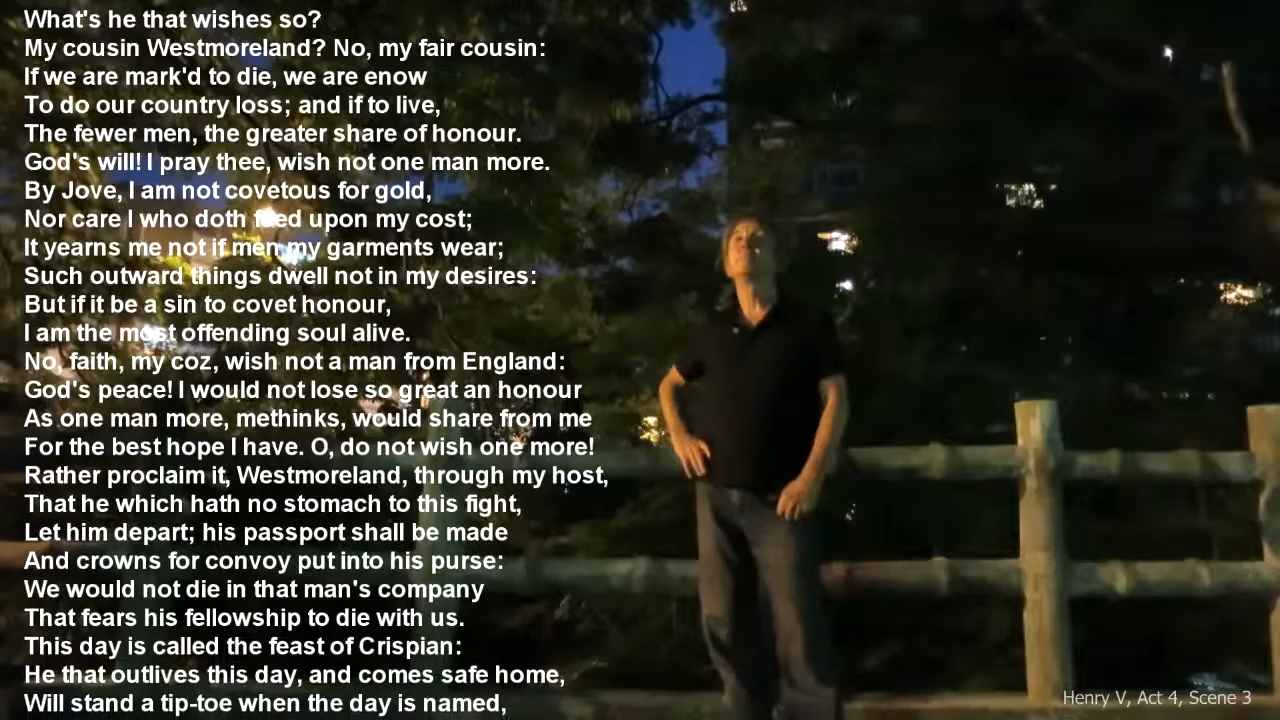 What's he that wishes so?
My cousin Westmoreland? No, my fair cousin:
If we are mark'd to die, we are enow
To do our country loss; and if to live,
The fewer men, the greater share of honour.
God's will! I pray thee, wish not one man more.
By Jove, I am not covetous for gold,
Nor care I who doth feed upon my cost;
It yearns me not if men my garments wear;
Such outward things dwell not in my desires:
But if it be a sin to covet honour,
I am the most offending soul alive.
No, faith, my coz, wish not a man from England:
God's peace! I would not lose so great an honour
As one man more, methinks, would share from me
For the best hope I have. O, do not wish one more!
Rather proclaim it, Westmoreland, through my host,
That he which hath no stomach to this fight,
Let him depart; his passport shall be made
And crowns for convoy put into his purse:
We would not die in that man's company
That fears his fellowship to die with us.
This day is called the feast of Crispian:
He that outlives this day, and comes safe home,
Will stand a tip-toe when the day is named,
Henry V, Act 4, Scene 3